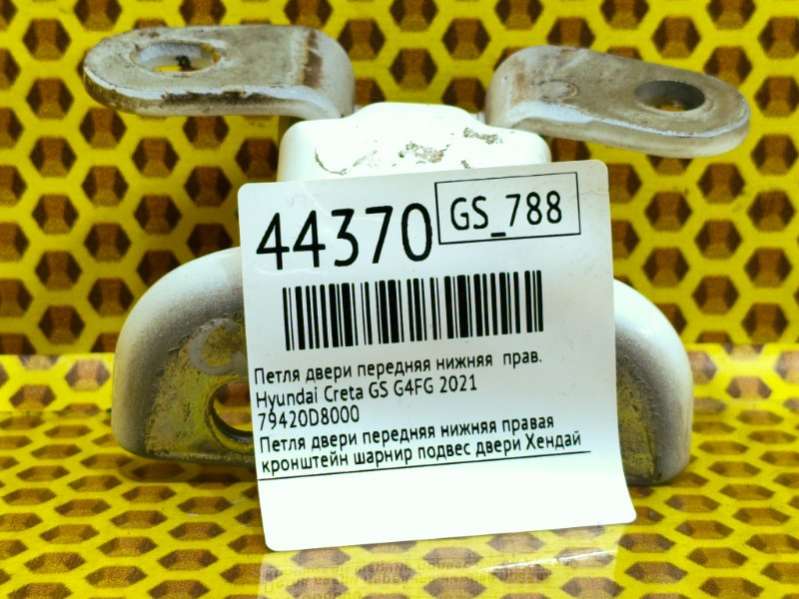 44370
GS_788
Петля двери передняя нижняя прав.
Hyundai Creta GS G4FG 2021
79420D8000
Петля двери передняя нижняя правая
кронштейн шарнир подвес двери Хендай